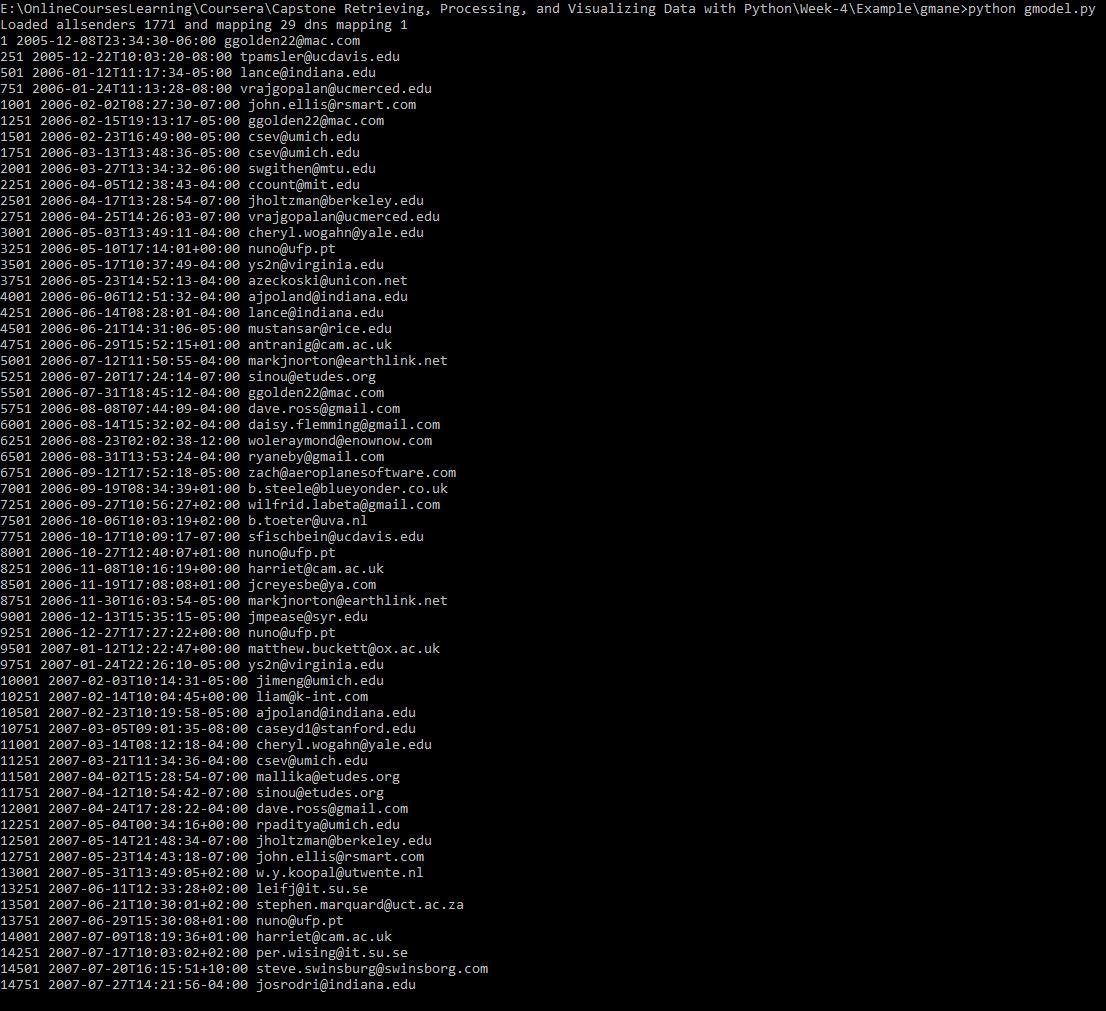 E:\OnlineCoursesLearning\Coursera\Capstone Retrieving, Processing, and Visualizing Data with Python\Week-4\Example\gmane>python gmodel.py
Loaded allsenders 1771 and mapping 29 dns mapping 1
1 2005-12-08T23:34:30-06:00 ggolden22@mac.com
251 2005-12-22T10:03:20-08:00 tpamsler@ucdavis.edu
501 2006-01-12T11:17:34-05:00 lance@indiana.edu
751 2006-01-24T11:13:28-08:00 vrajgopalan@ucmerced.edu
1001 2006-02-02T08:27:30-07:00 john.ellis@rsmart.com
1251 2006-02-15T19:13:17-05:00 ggolden22@mac.com
1501 2006-02-23T16:49:00-05:00 csev@umich.edu
1751 2006-03-13T13:48:36-05:00 csev@umich.edu
2001 2006-03-27T13:34:32-06:00 swgithen@mtu.edu
2251 2006-04-05T12:38:43-04:00 ccount@mit.edu
2501 2006-04-17T13:28:54-07:00 jholtzman@berkeley.edu
2751 2006-04-25T14:26:03-07:00 vrajgopalan@ucmerced.edu
3001 2006-05-03T13:49:11-04:00 cheryl.wogahn@yale.edu
3251 2006-05-10T17:14:01+00:00 nuno@ufp.pt
3501 2006-05-17T10:37:49-04:00 ys2n@virginia.edu
3751 2006-05-23T14:52:13-04:00 azeckoski@unicon.net
4001 2006-06-06T12:51:32-04:00 ajpoland@indiana.edu
4251 2006-06-14T08:28:01-04:00 lance@indiana.edu
4501 2006-06-21T14:31:06-05:00 mustansar@rice.edu
4751 2006-06-29T15:52:15+01:00 antranig@cam.ac.uk
5001 2006-07-12T11:50:55-04:00 markjnorton@earthlink.net
5251 2006-07-20T17:24:14-07:00 sinou@etudes.org
5501 2006-07-31T18:45:12-04:00 ggolden22@mac.com
5751 2006-08-08T07:44:09-04:00 dave.ross@gmail.com
6001 2006-08-14T15:32:02-04:00 daisy.flemming@gmail.com
6251 2006-08-23T02:02:38-12:00 woleraymond@enownow.com
6501 2006-08-31T13:53:24-04:00 ryaneby@gmail.com
6751 2006-09-12T17:52:18-05:00 zach@aeroplanesoftware.com
7001 2006-09-19T08:34:39+01:00 b.steele@blueyonder.co.uk
7251 2006-09-27T10:56:27+02:00 wilfrid.labeta@gmail.com
7501 2006-10-06T10:03:19+02:00 b.toeter@uva.nl
7751 2006-10-17T10:09:17-07:00 sfischbein@ucdavis.edu
8001 2006-10-27T12:40:07+01:00 nuno@ufp.pt
8251 2006-11-08T10:16:19+00:00 harriet@cam.ac.uk
8501 2006-11-19T17:08:08+01:00 jcreyesbe@ya.com
8751 2006-11-30T16:03:54-05:00 markjnorton@earthlink.net
9001 2006-12-13T15:35:15-05:00 jmpease@syr.edu
9251 2006-12-27T17:27:22+00:00 nuno@ufp.pt
9501 2007-01-12T12:22:47+00:00 matthew.buckett@ox.ac.uk
9751 2007-01-24T22:26:10-05:00 ys2n@virginia.edu
10001 2007-02-03T10:14:31-05:00 jimeng@umich.edu
10251 2007-02-14T10:04:45+00:00 liam@k-int.com
10501 2007-02-23T10:19:58-05:00 ajpoland@indiana.edu
10751 2007-03-05T09:01:35-08:00 caseyd1@stanford.edu
11001 2007-03-14T08:12:18-04:00 cheryl.wogahn@yale.edu
11251 2007-03-21T11:34:36-04:00 csev@umich.edu
11501 2007-04-02T15:28:54-07:00 mallika@etudes.org
11751 2007-04-12T10:54:42-07:00 sinou@etudes.org
12001 2007-04-24T17:28:22-04:00 dave.ross@gmail.com
12251 2007-05-04T00:34:16+00:00 rpaditya@umich.edu
12501 2007-05-14T21:48:34-07:00 jholtzman@berkeley.edu
12751 2007-05-23T14:43:18-07:00 john.ellis@rsmart.com
13001 2007-05-31T13:49:05+02:00 w.y.koopal@utwente.nl
13251 2007-06-11T12:33:28+02:00 leifj@it.su.se
13501 2007-06-21T10:30:01+02:00 stephen.marquard@uct.ac.za
13751 2007-06-29T15:30:08+01:00 nuno@ufp.pt
14001 2007-07-09T18:19:36+01:00 harriet@cam.ac.uk
14251 2007-07-17T10:03:02+02:00 per.wising@it.su.se
14501 2007-07-20T16:15:51+10:00 steve.swinsburg@swinsborg.com
14751 2007-07-27T14:21:56-04:00 josrodri@indiana.edu